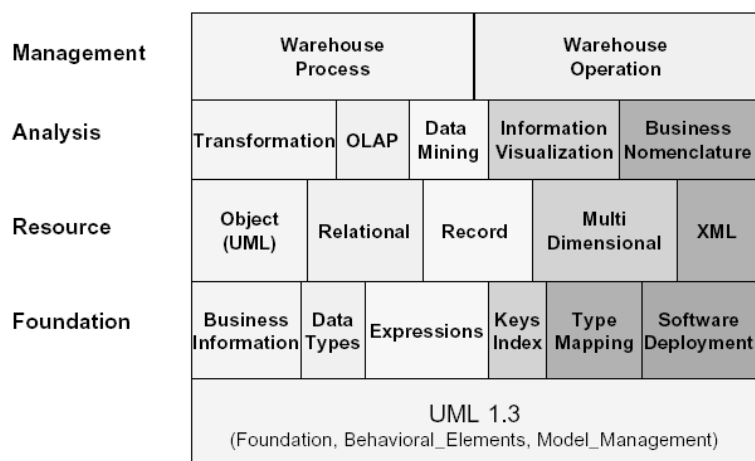 Management
Warehouse
Process
Warehouse
Operation
Analysis
Transformation
OLAP
Data
Mining
Information
Visualization
Business
Nomenclature
Resource
Object
(UML)
Relational
Record
Multi
Dimensional
XML
Foundation
Business
Information
Data
Types
Expressions
Keys
Index
Type
Mapping
Software
Deployment
UML 1.3
(Foundation, Behavioral_Elements, Model_Management)